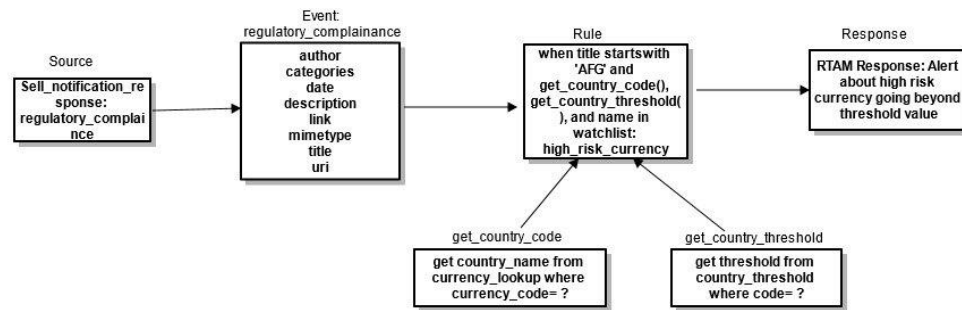 Source
Sell_notification_re
sponse:
regulatory_complai
nce
Event:
regulatory_complainance
author
categories
date
description
link
mimetype
title
uri
Rule
when title startswith
'AFG' and
get_country_code(),
get_country_threshold(
), and name in
watchlist:
high_risk_currency
Response
RTAM Response: Alert
about high risk
currency going beyond
threshold value
get_country_code
get country_name from
currency_lookup where
currency_code= ?
get_country_threshold
get threshold from
country_threshold
where code= ?